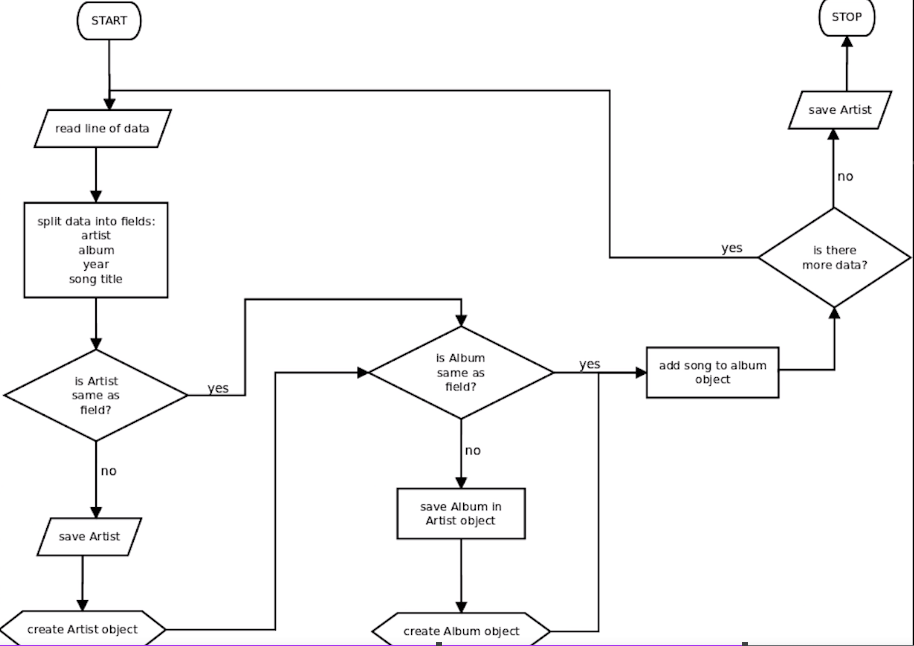 START
STOP
read line of data
save Artist
no
split data into fields:
artist
album
year
song title
yes
is there
more data?
is Artist
same as
field?
yes
is Album
same as
field?
yes
add song to album
object
no
no
save Artist
save Album in
Artist object
create Artist object
create Album object